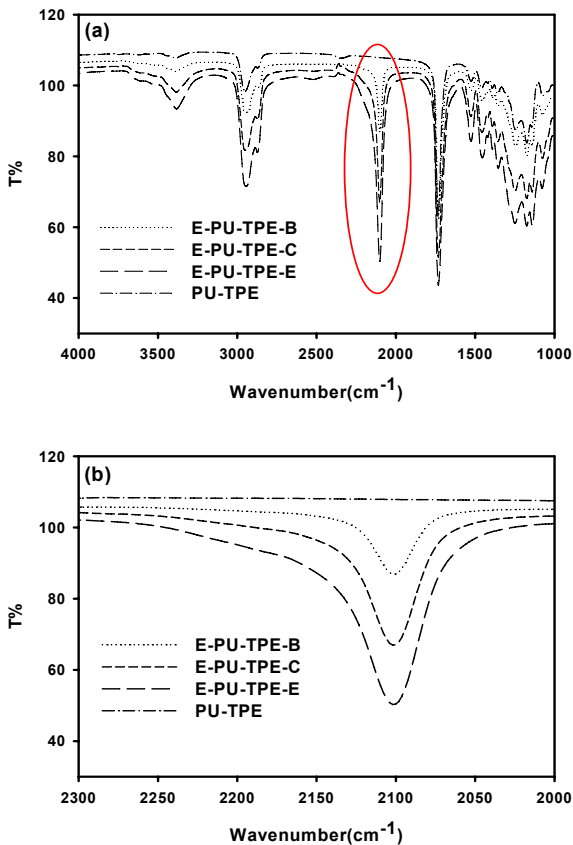 (a)
120
100
80
60
40
T%
E-PU-TPE-B
E-PU-TPE-C
E-PU-TPE-E
PU-TPE
4000 3500 3000 2500 2000 1500 1000
Wavenumber(cm⁻¹)
(b)
120
100
80
60
40
T%
E-PU-TPE-B
E-PU-TPE-C
E-PU-TPE-E
PU-TPE
2300 2250 2200 2150 2100 2050 2000
Wavenumber(cm⁻¹)